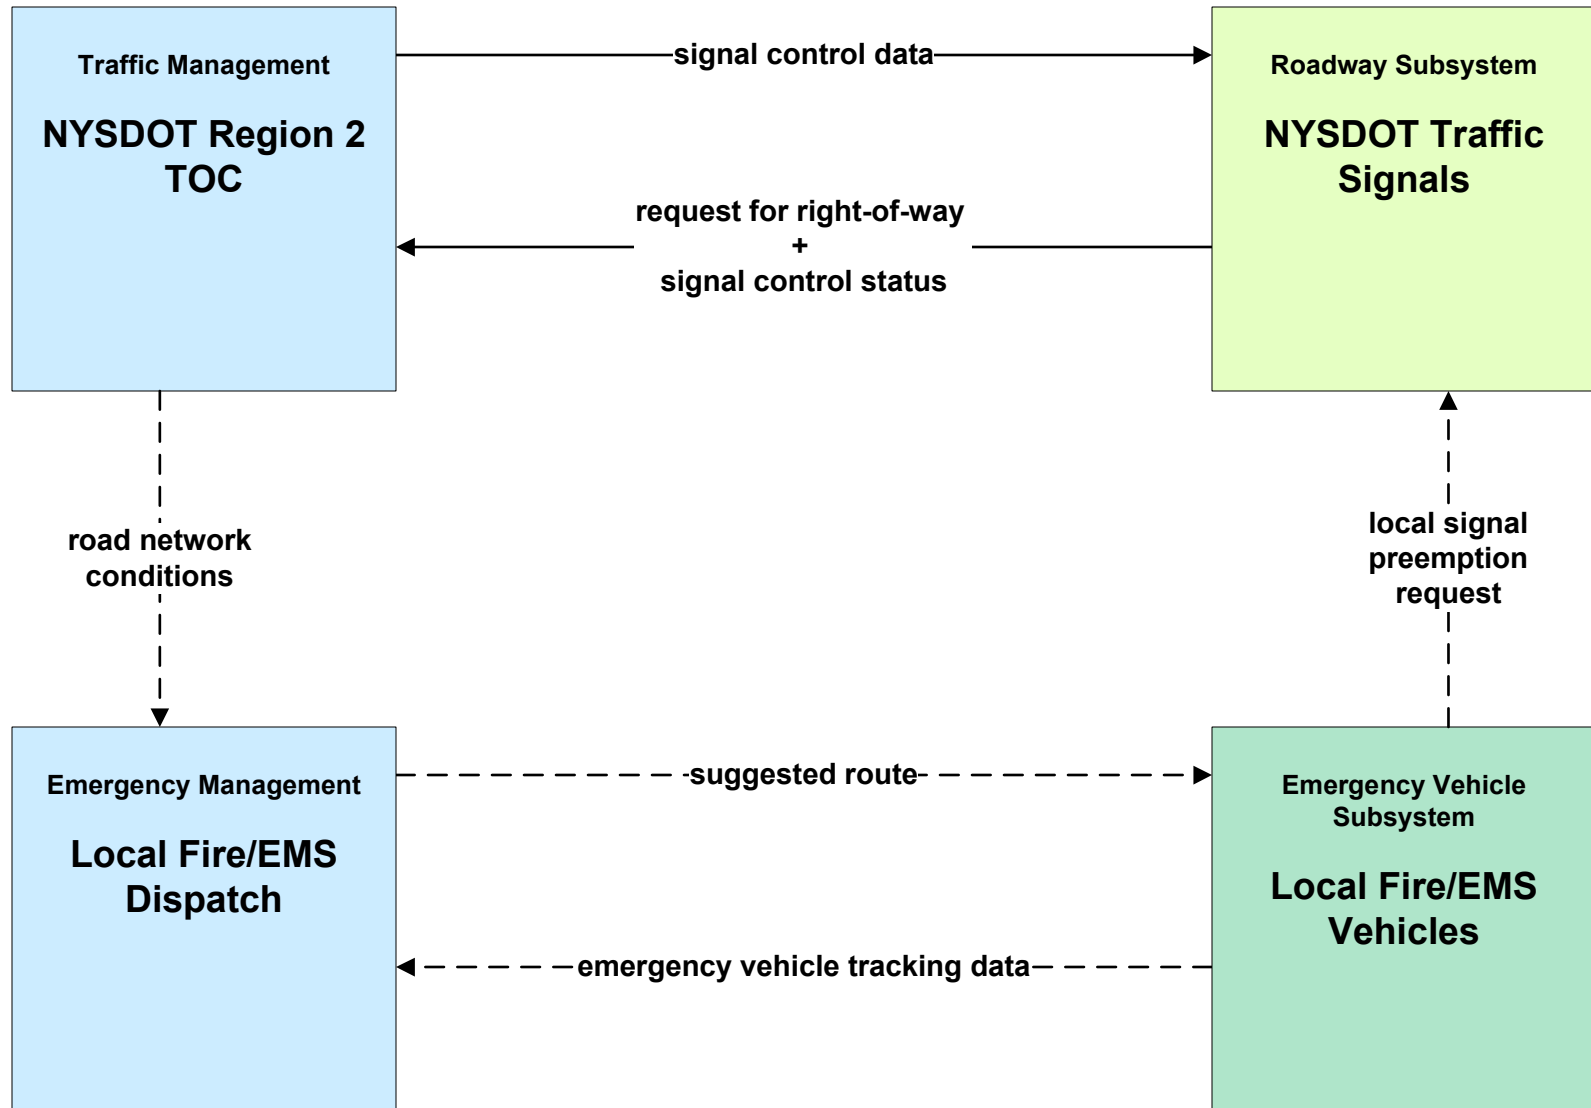 Traffic Management
NYSDOT Region 2
TOC
signal control data
Roadway Subsystem
NYSDOT Traffic
Signals
request for right-of-way
+
signal control status
road network
conditions
local signal
preemption
request
Emergency Management
Local Fire/EMS
Dispatch
suggested route
Emergency Vehicle
Subsystem
Local Fire/EMS
Vehicles
emergency vehicle tracking data